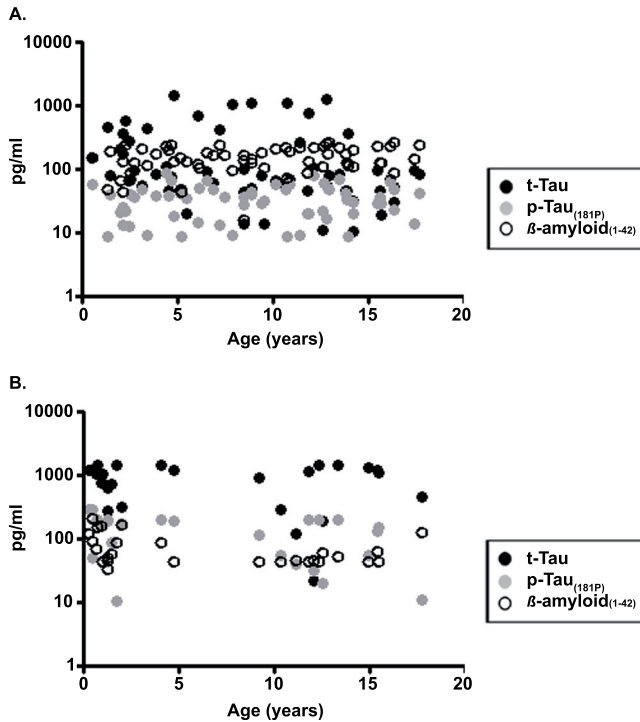 A.
10000
1000
100
10
1
pg/ml
0 5 10 15 20
Age (years)
t-Tau
p-Tau(181P)
ß-amyloid(1-42)
B.
10000
1000
100
10
1
pg/ml
0 5 10 15 20
Age (years)
t-Tau
p-Tau(181P)
ß-amyloid(1-42)